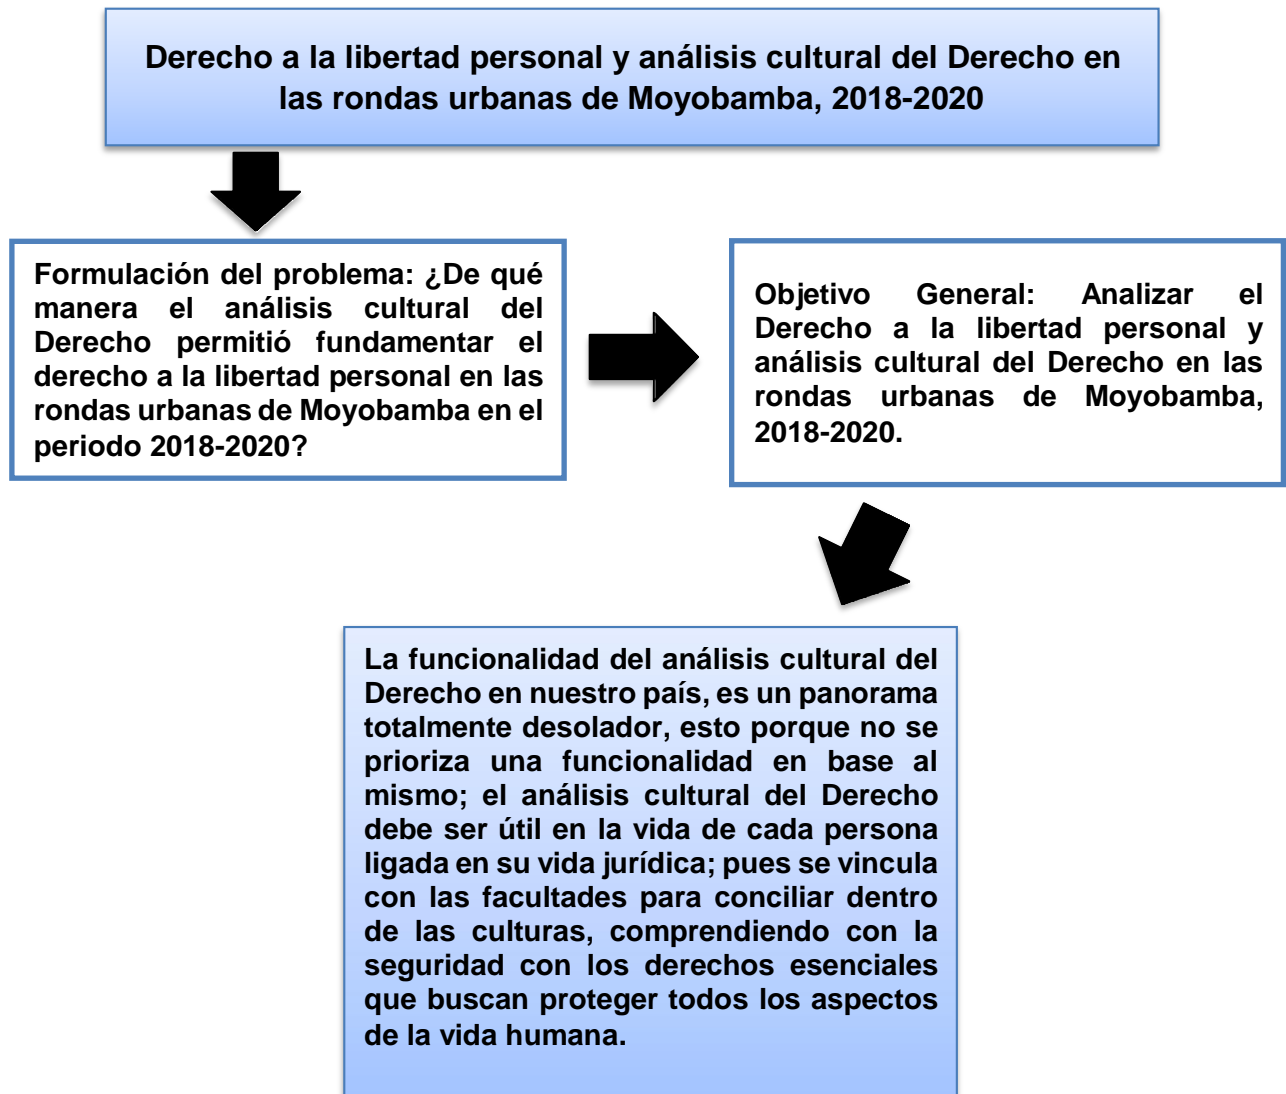 Derecho a la libertad personal y análisis cultural del Derecho en
las rondas urbanas de Moyobamba, 2018-2020
Formulación del problema: ¿De qué
manera el análisis cultural del
Derecho permitió fundamentar el
derecho a la libertad personal en las
rondas urbanas de Moyobamba en el
periodo 2018-2020?
Objetivo General: Analizar el
Derecho a la libertad personal y
análisis cultural del Derecho en las
rondas urbanas de Moyobamba,
2018-2020.
La funcionalidad del análisis cultural del
Derecho en nuestro país, es un panorama
totalmente desolador, esto porque no se
prioriza una funcionalidad en base al
mismo; el análisis cultural del Derecho
debe ser útil en la vida de cada persona
ligada en su vida jurídica; pues se vincula
con las facultades para conciliar dentro
de las culturas, comprendiendo con la
seguridad con los derechos esenciales
que buscan proteger todos los aspectos
de la vida humana.